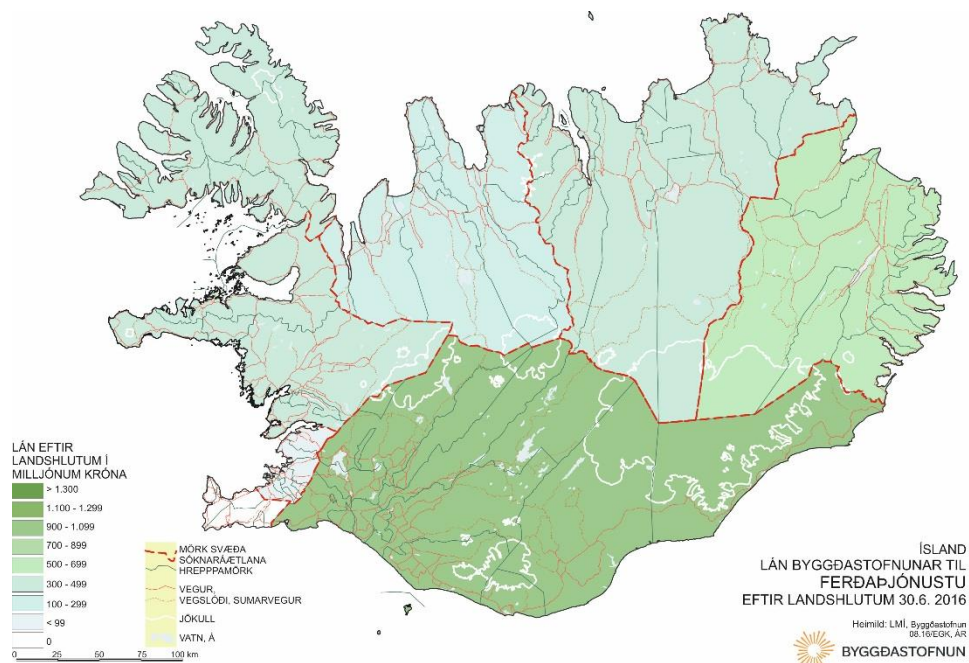 LÁN EFTIR
LANDSHLUTUM Í
MILLJÓNUM KRÓNA
> 1.300
1.100 - 1.299
900 - 1.099
700 - 899
500 - 699
300 - 499
100 - 299
< 99
0
0 25 50 75 100 km
MÖRK SVÆÐA
SÓKNARÁÆTLANA
HREPPAMÖRK
VEGUR,
VEGSLÓÐI, SUMARVEGUR
JÖKULL
VATN, Á
ÍSLAND
LÁN BYGGÐASTOFNUNAR TIL
FERÐAÞJÓNUSTU
EFTIR LANDSHLUTUM 30.6. 2016
Heimild: LMÍ, Byggðastofnun
08.16/EGK, ÁR
BYGGÐASTOFNUN